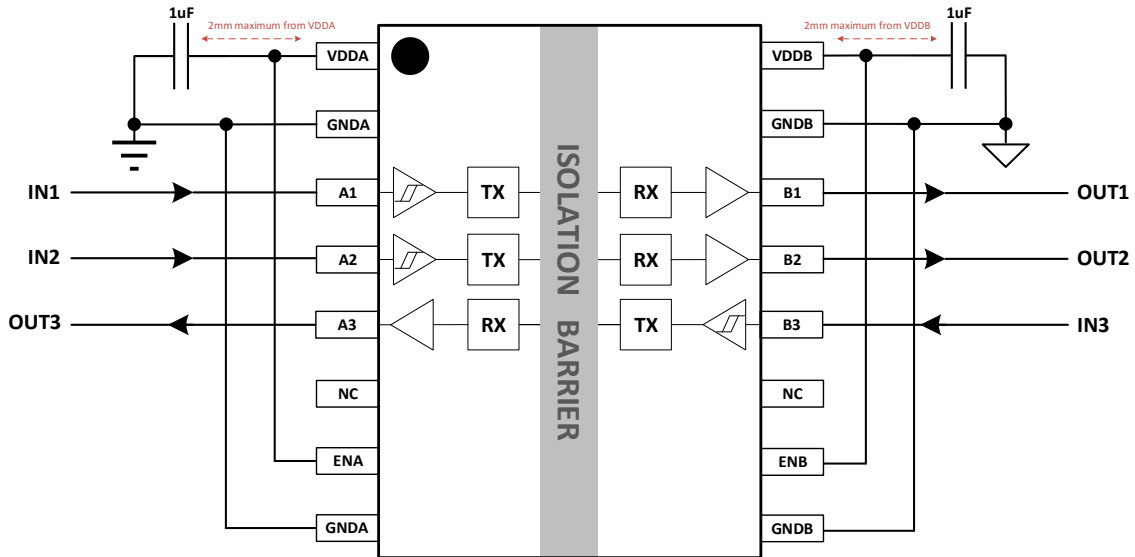 1uF
2mm maximum from VDDA
2mm maximum from VDDB
1uF
VDDA
VDDB
GNDA
GNDB
IN1
A1
TX
RX
B1
OUT1
IN2
A2
TX
RX
B2
OUT2
OUT3
A3
RX
TX
B3
IN3
ISOLATION BARRIER
NC
NC
ENA
ENB
GNDA
GNDB